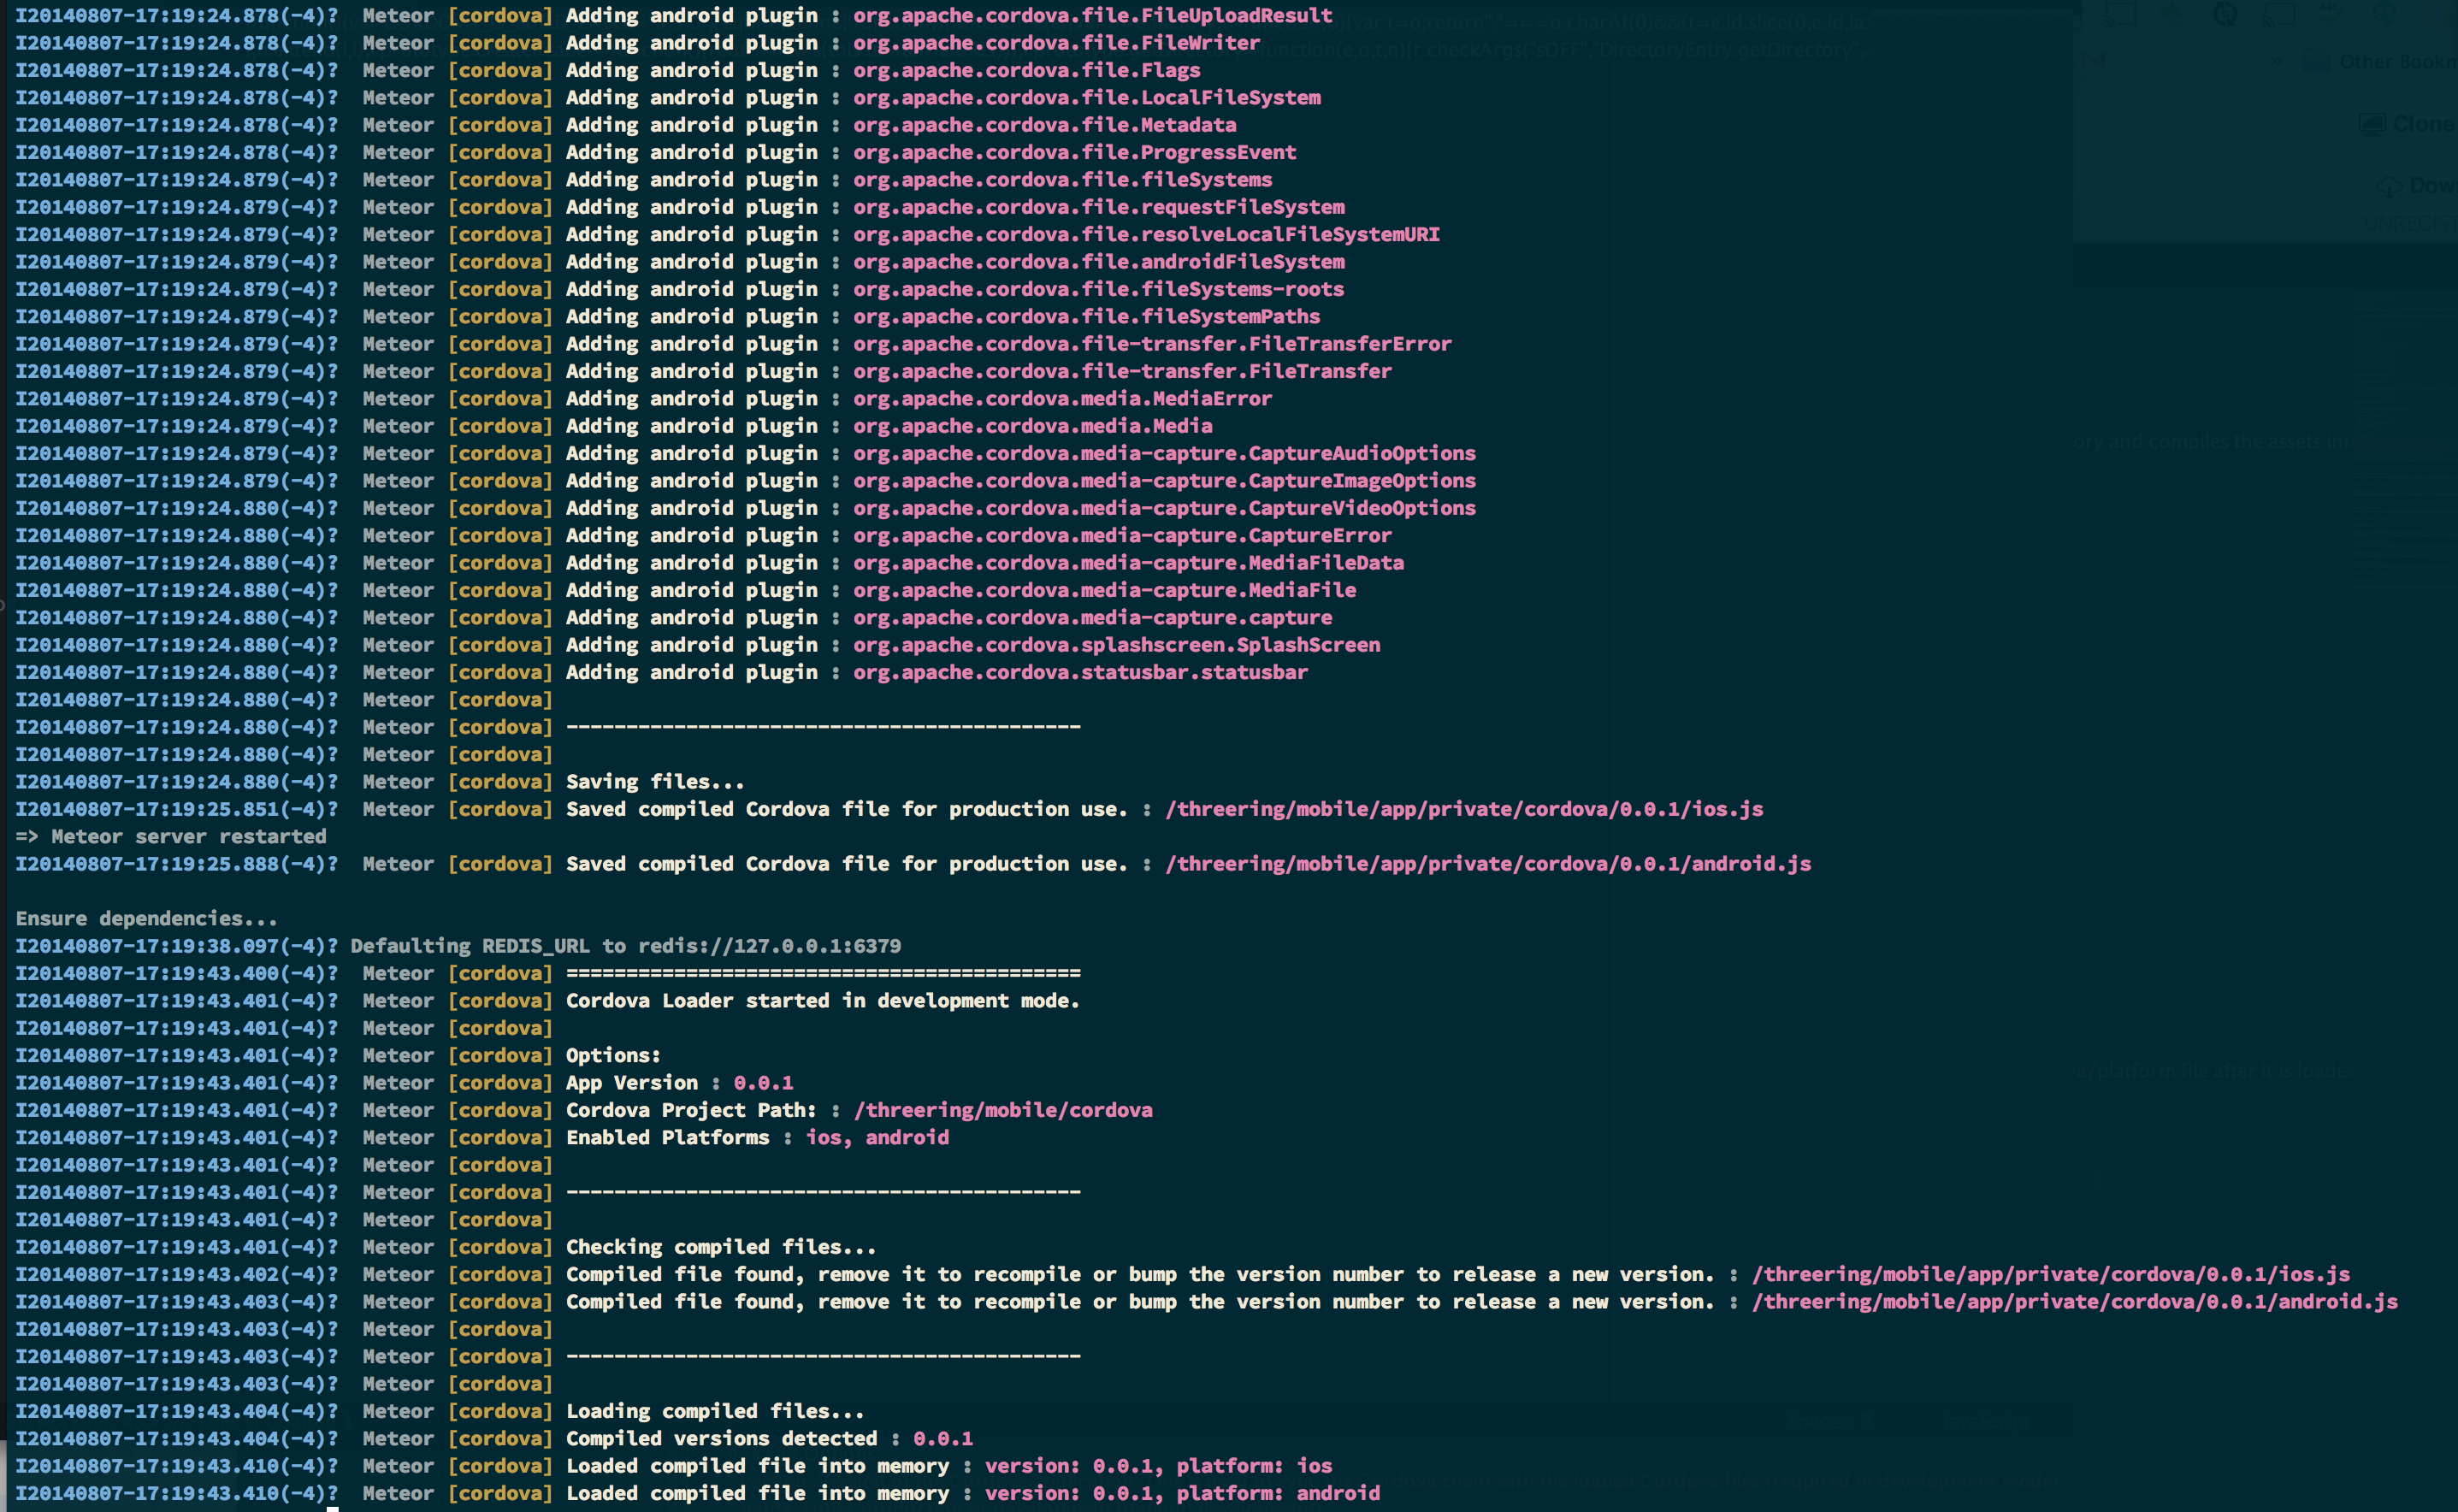 I20140807-17:19:24.878(-4)?  Meteor [cordova] Adding android plugin : org.apache.cordova.file.FileUploadResult
I20140807-17:19:24.878(-4)?  Meteor [cordova] Adding android plugin : org.apache.cordova.file.FileWriter
I20140807-17:19:24.878(-4)?  Meteor [cordova] Adding android plugin : org.apache.cordova.file.Flags
I20140807-17:19:24.878(-4)?  Meteor [cordova] Adding android plugin : org.apache.cordova.file.LocalFileSystem
I20140807-17:19:24.878(-4)?  Meteor [cordova] Adding android plugin : org.apache.cordova.file.Metadata
I20140807-17:19:24.878(-4)?  Meteor [cordova] Adding android plugin : org.apache.cordova.file.ProgressEvent
I20140807-17:19:24.879(-4)?  Meteor [cordova] Adding android plugin : org.apache.cordova.file.fileSystems
I20140807-17:19:24.879(-4)?  Meteor [cordova] Adding android plugin : org.apache.cordova.file.requestFileSystem
I20140807-17:19:24.879(-4)?  Meteor [cordova] Adding android plugin : org.apache.cordova.file.resolveLocalFileSystemURI
I20140807-17:19:24.879(-4)?  Meteor [cordova] Adding android plugin : org.apache.cordova.file.androidFileSystem
I20140807-17:19:24.879(-4)?  Meteor [cordova] Adding android plugin : org.apache.cordova.file.fileSystems-roots
I20140807-17:19:24.879(-4)?  Meteor [cordova] Adding android plugin : org.apache.cordova.file.fileSystemPaths
I20140807-17:19:24.879(-4)?  Meteor [cordova] Adding android plugin : org.apache.cordova.file-transfer.FileTransferError
I20140807-17:19:24.879(-4)?  Meteor [cordova] Adding android plugin : org.apache.cordova.file-transfer.FileTransfer
I20140807-17:19:24.879(-4)?  Meteor [cordova] Adding android plugin : org.apache.cordova.media.MediaError
I20140807-17:19:24.879(-4)?  Meteor [cordova] Adding android plugin : org.apache.cordova.media.Media
I20140807-17:19:24.879(-4)?  Meteor [cordova] Adding android plugin : org.apache.cordova.media-capture.CaptureAudioOptions
I20140807-17:19:24.879(-4)?  Meteor [cordova] Adding android plugin : org.apache.cordova.media-capture.CaptureImageOptions
I20140807-17:19:24.880(-4)?  Meteor [cordova] Adding android plugin : org.apache.cordova.media-capture.CaptureVideoOptions
I20140807-17:19:24.880(-4)?  Meteor [cordova] Adding android plugin : org.apache.cordova.media-capture.CaptureError
I20140807-17:19:24.880(-4)?  Meteor [cordova] Adding android plugin : org.apache.cordova.media-capture.MediaFileData
I20140807-17:19:24.880(-4)?  Meteor [cordova] Adding android plugin : org.apache.cordova.media-capture.MediaFile
I20140807-17:19:24.880(-4)?  Meteor [cordova] Adding android plugin : org.apache.cordova.media-capture.capture
I20140807-17:19:24.880(-4)?  Meteor [cordova] Adding android plugin : org.apache.cordova.splashscreen.SplashScreen
I20140807-17:19:24.880(-4)?  Meteor [cordova] Adding android plugin : org.apache.cordova.statusbar.statusbar
I20140807-17:19:24.880(-4)?  Meteor [cordova]
I20140807-17:19:24.880(-4)?  Meteor [cordova] -------------------------------------------
I20140807-17:19:24.880(-4)?  Meteor [cordova]
I20140807-17:19:24.880(-4)?  Meteor [cordova] Saving files...
I20140807-17:19:25.851(-4)?  Meteor [cordova] Saved compiled Cordova file for production use. : /threering/mobile/app/private/cordova/0.0.1/ios.js
=> Meteor server restarted
I20140807-17:19:25.888(-4)?  Meteor [cordova] Saved compiled Cordova file for production use. : /threering/mobile/app/private/cordova/0.0.1/android.js
Ensure dependencies...
I20140807-17:19:38.097(-4)? Defaulting REDIS_URL to redis://127.0.0.1:6379
I20140807-17:19:43.400(-4)?  Meteor [cordova] ===========================================
I20140807-17:19:43.401(-4)?  Meteor [cordova] Cordova Loader started in development mode.
I20140807-17:19:43.401(-4)?  Meteor [cordova]
I20140807-17:19:43.401(-4)?  Meteor [cordova] Options:
I20140807-17:19:43.401(-4)?  Meteor [cordova] App Version : 0.0.1
I20140807-17:19:43.401(-4)?  Meteor [cordova] Cordova Project Path: : /threering/mobile/cordova
I20140807-17:19:43.401(-4)?  Meteor [cordova] Enabled Platforms : ios, android
I20140807-17:19:43.401(-4)?  Meteor [cordova]
I20140807-17:19:43.401(-4)?  Meteor [cordova] -------------------------------------------
I20140807-17:19:43.401(-4)?  Meteor [cordova]
I20140807-17:19:43.401(-4)?  Meteor [cordova] Checking compiled files...
I20140807-17:19:43.402(-4)?  Meteor [cordova] Compiled file found, remove it to recompile or bump the version number to release a new version. : /threering/mobile/app/private/cordova/0.0.1/ios.js
I20140807-17:19:43.403(-4)?  Meteor [cordova] Compiled file found, remove it to recompile or bump the version number to release a new version. : /threering/mobile/app/private/cordova/0.0.1/android.js
I20140807-17:19:43.403(-4)?  Meteor [cordova]
I20140807-17:19:43.403(-4)?  Meteor [cordova] -------------------------------------------
I20140807-17:19:43.403(-4)?  Meteor [cordova]
I20140807-17:19:43.404(-4)?  Meteor [cordova] Loading compiled files...
I20140807-17:19:43.404(-4)?  Meteor [cordova] Compiled versions detected : 0.0.1
I20140807-17:19:43.410(-4)?  Meteor [cordova] Loaded compiled file into memory : version: 0.0.1, platform: ios
I20140807-17:19:43.410(-4)?  Meteor [cordova] Loaded compiled file into memory : version: 0.0.1, platform: android